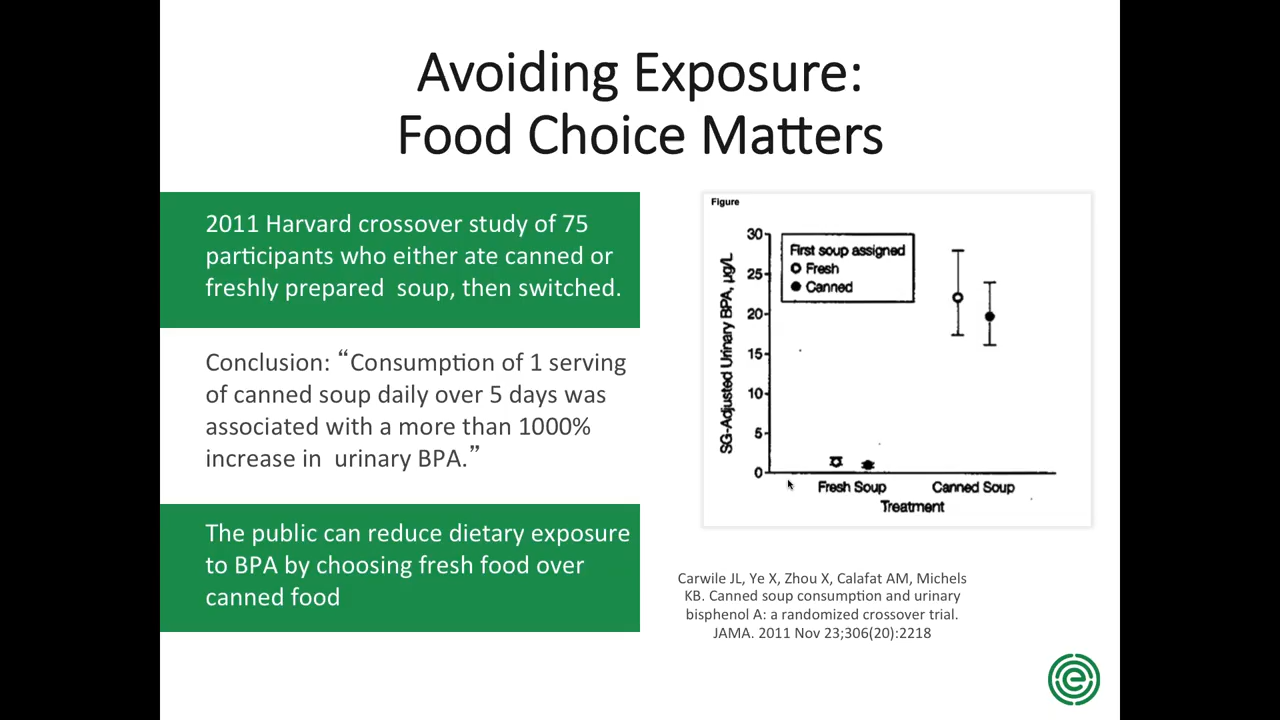 Avoiding Exposure:
Food Choice Matters
2011 Harvard crossover study of 75
participants who either ate canned or
freshly prepared  soup, then switched.
Conclusion: “Consumption of 1 serving
of canned soup daily over 5 days was
associated with a more than 1000%
increase in  urinary BPA.”
The public can reduce dietary exposure
to BPA by choosing fresh food over
canned food
Figure
SG-Adjusted Urinary BPA, µg/L
30
25
20
15
10
5
0
First soup assigned
Fresh
Canned
Fresh Soup
Canned Soup
Treatment
Carwile JL, Ye X, Zhou X, Calafat AM, Michels
KB. Canned soup consumption and urinary
bisphenol A: a randomized crossover trial.
JAMA. 2011 Nov 23;306(20):2218
e